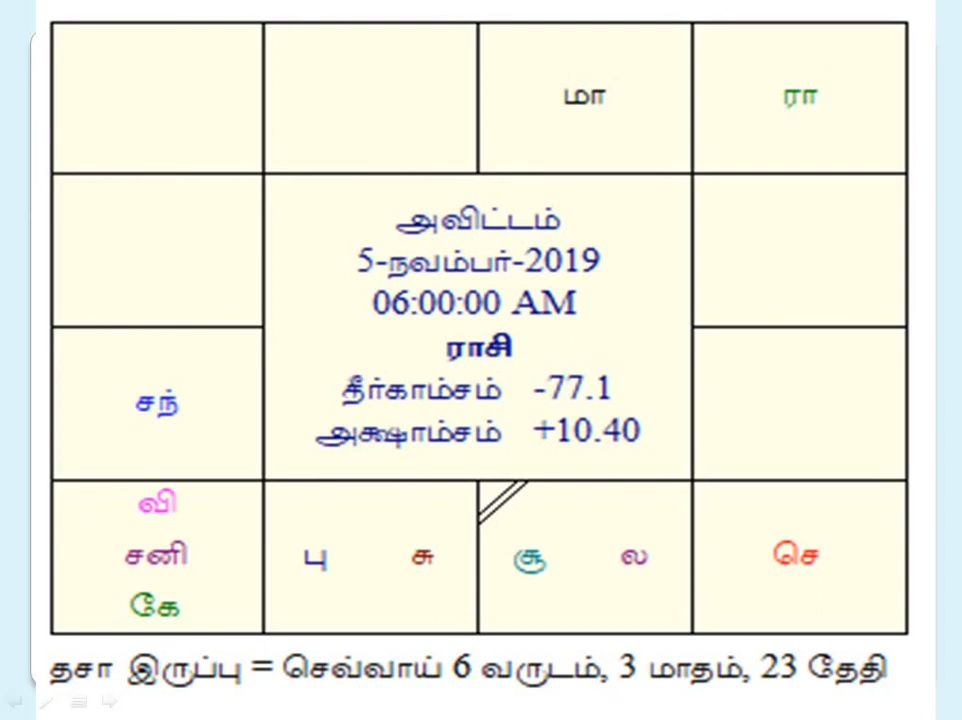 மா
ரா
அவிட்டம்
5-நவம்பர்-2019
06:00:00 AM
ராசி
தீர்காம்சம் -77.1
அக்ஷாம்சம் +10.40
சந்
வி
சனி
கே
பு சு
சூ ல
செ
தசா இருப்பு = செவ்வாய் 6 வருடம், 3 மாதம், 23 தேதி